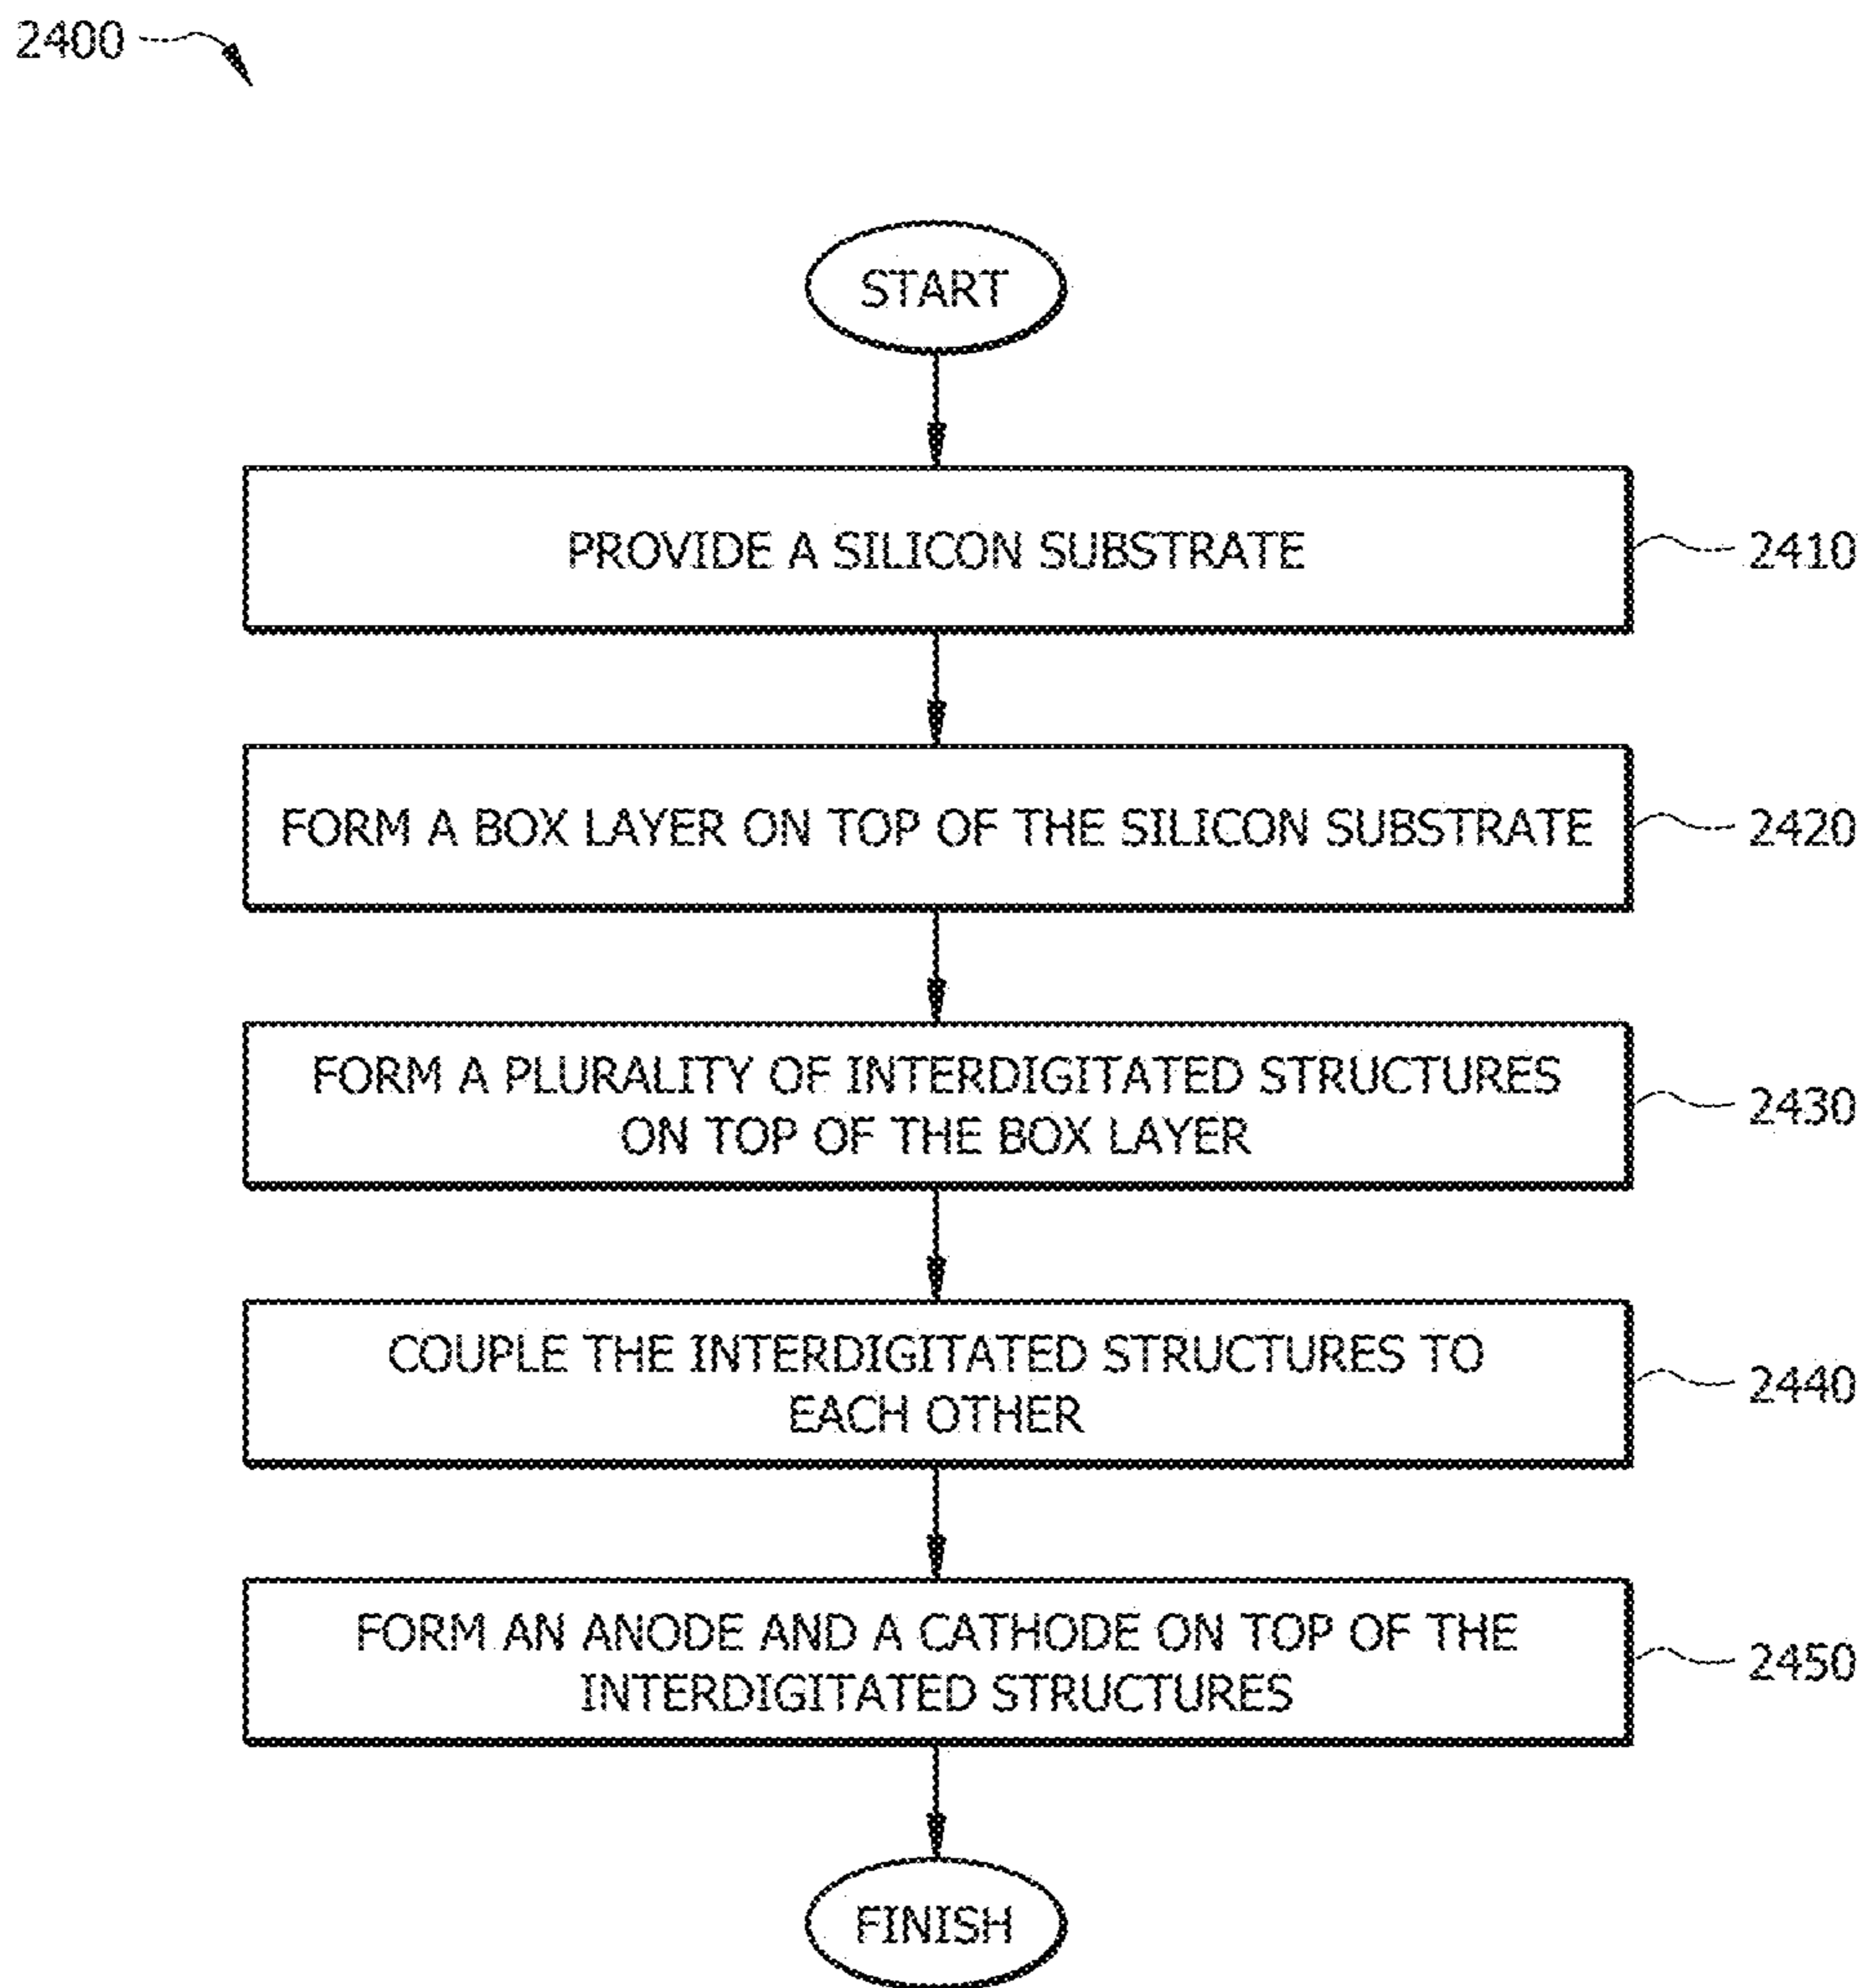 2400
START
PROVIDE A SILICON SUBSTRATE
2410
FORM A BOX LAYER ON TOP OF THE SILICON SUBSTRATE
2420
FORM A PLURALITY OF INTERDIGITATED STRUCTURES
ON TOP OF THE BOX LAYER
2430
COUPLE THE INTERDIGITATED STRUCTURES TO
EACH OTHER
2440
FORM AN ANODE AND A CATHODE ON TOP OF THE
INTERDIGITATED STRUCTURES
2450
FINISH